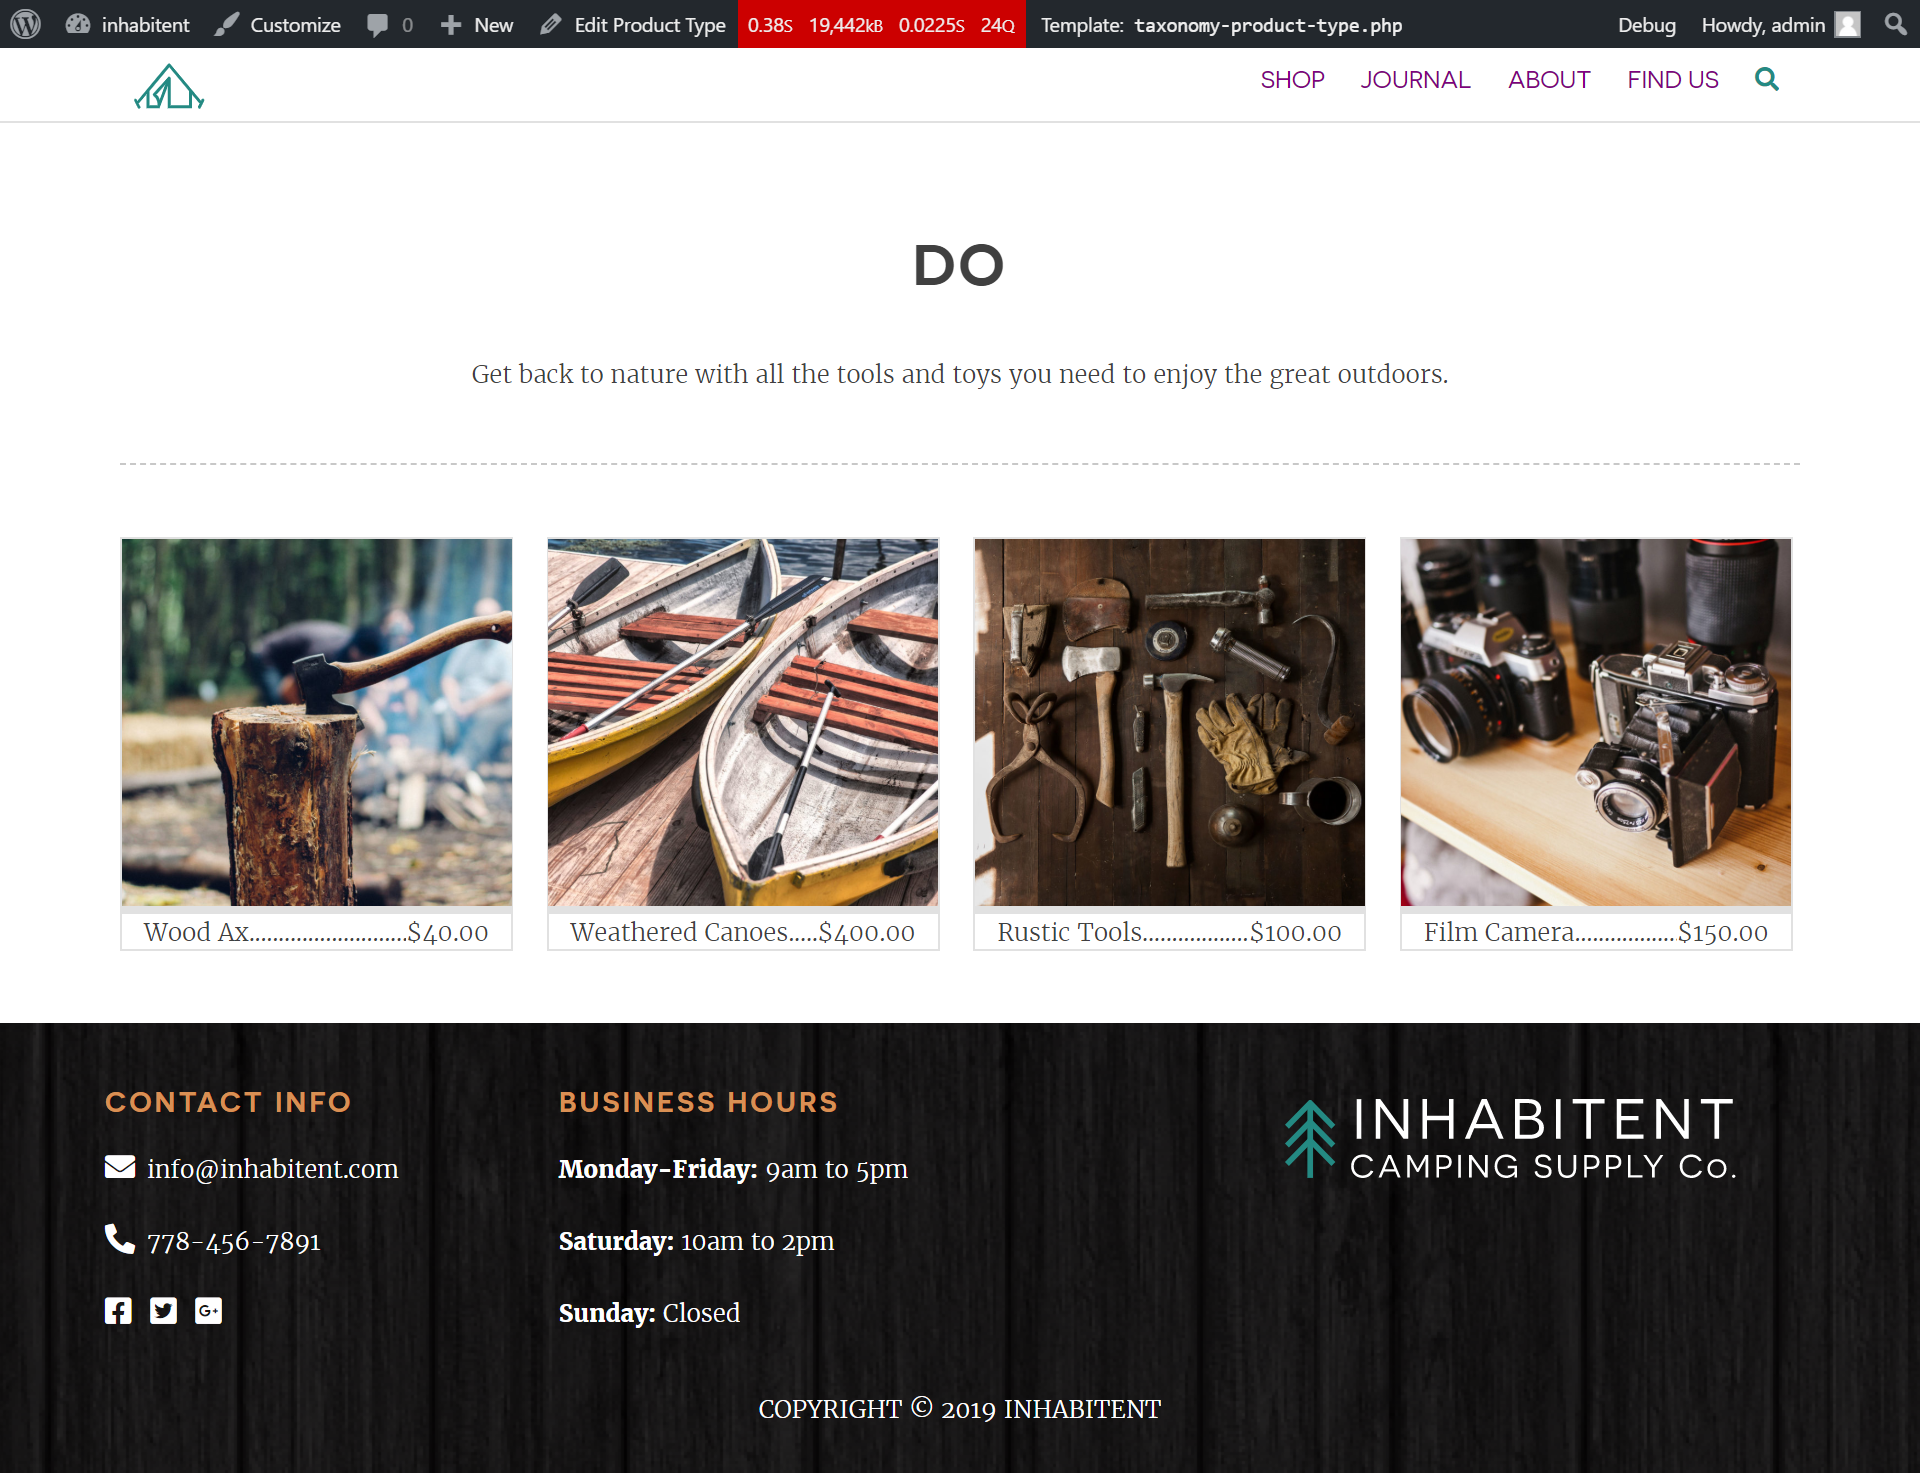 inhabitent Customize 0 New Edit Product Type 0.38S 19,442kB 0.0225S 24Q Template: taxonomy-product-type.php Debug Howdy, admin
SHOP JOURNAL ABOUT FIND US
DO
Get back to nature with all the tools and toys you need to enjoy the great outdoors.
Wood Ax...........................$40.00
Weathered Canoes.....$400.00
Rustic Tools..................$100.00
Film Camera.................$150.00
CONTACT INFO
info@inhabitent.com
778-456-7891
BUSINESS HOURS
Monday-Friday: 9am to 5pm
Saturday: 10am to 2pm
Sunday: Closed
INHABITENT
CAMPING SUPPLY Co.
COPYRIGHT © 2019 INHABITENT